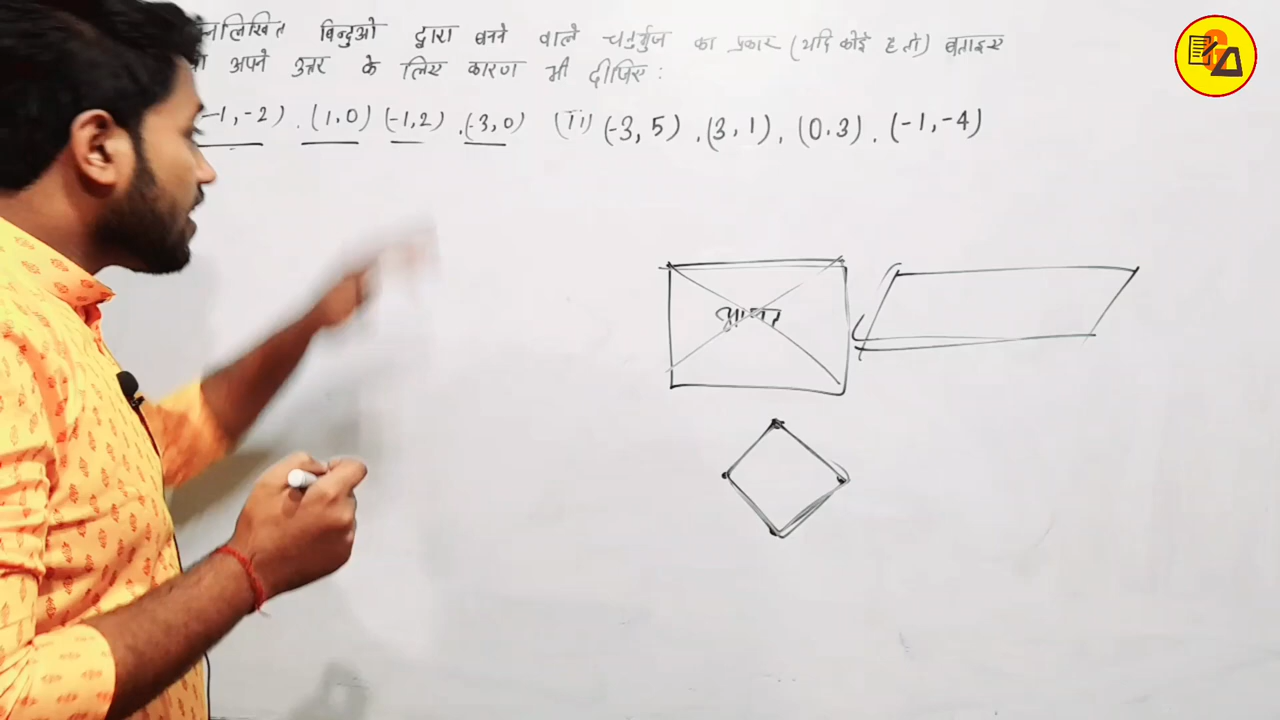 लिखित बिन्दुओ द्वारा बनने वाले चतुर्भुज का प्रकार (यदि कोई है तो) बताइए
अपने उत्तर के लिए कारण भी दीजिए :
-1,-2) . (1,0) (-1,2) , (-3,0) (ii) (-3,5) , (3,1) , (0.3) . (-1,-4)
आयत